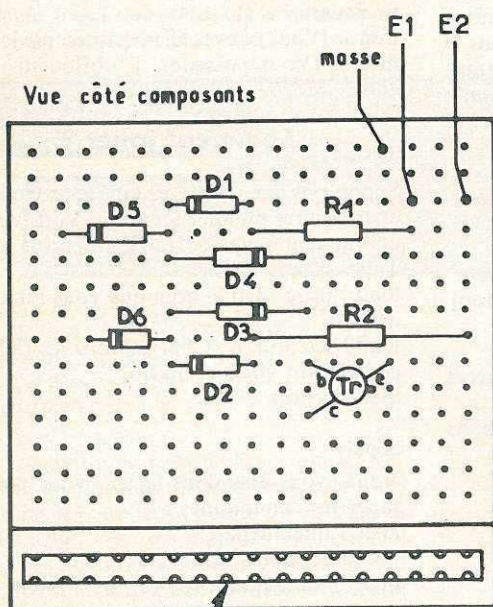 E1 E2
masse
Vue côté composants
D1
D5 R1
D4
D6 D3 R2
D2
b Tr e
c